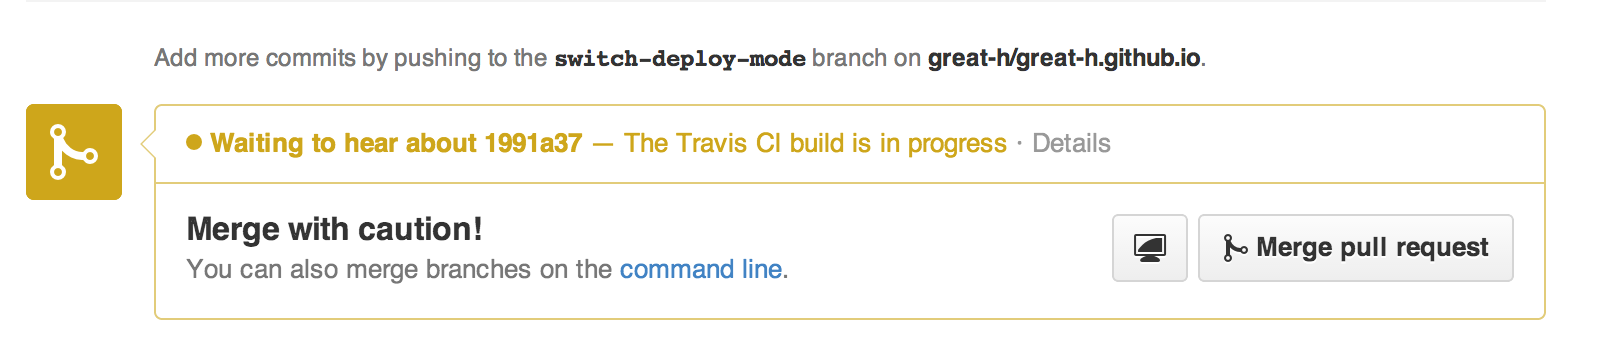 Add more commits by pushing to the switch-deploy-mode branch on great-h/great-h.github.io.
Waiting to hear about 1991a37 — The Travis CI build is in progress · Details
Merge with caution!
You can also merge branches on the command line.
Merge pull request